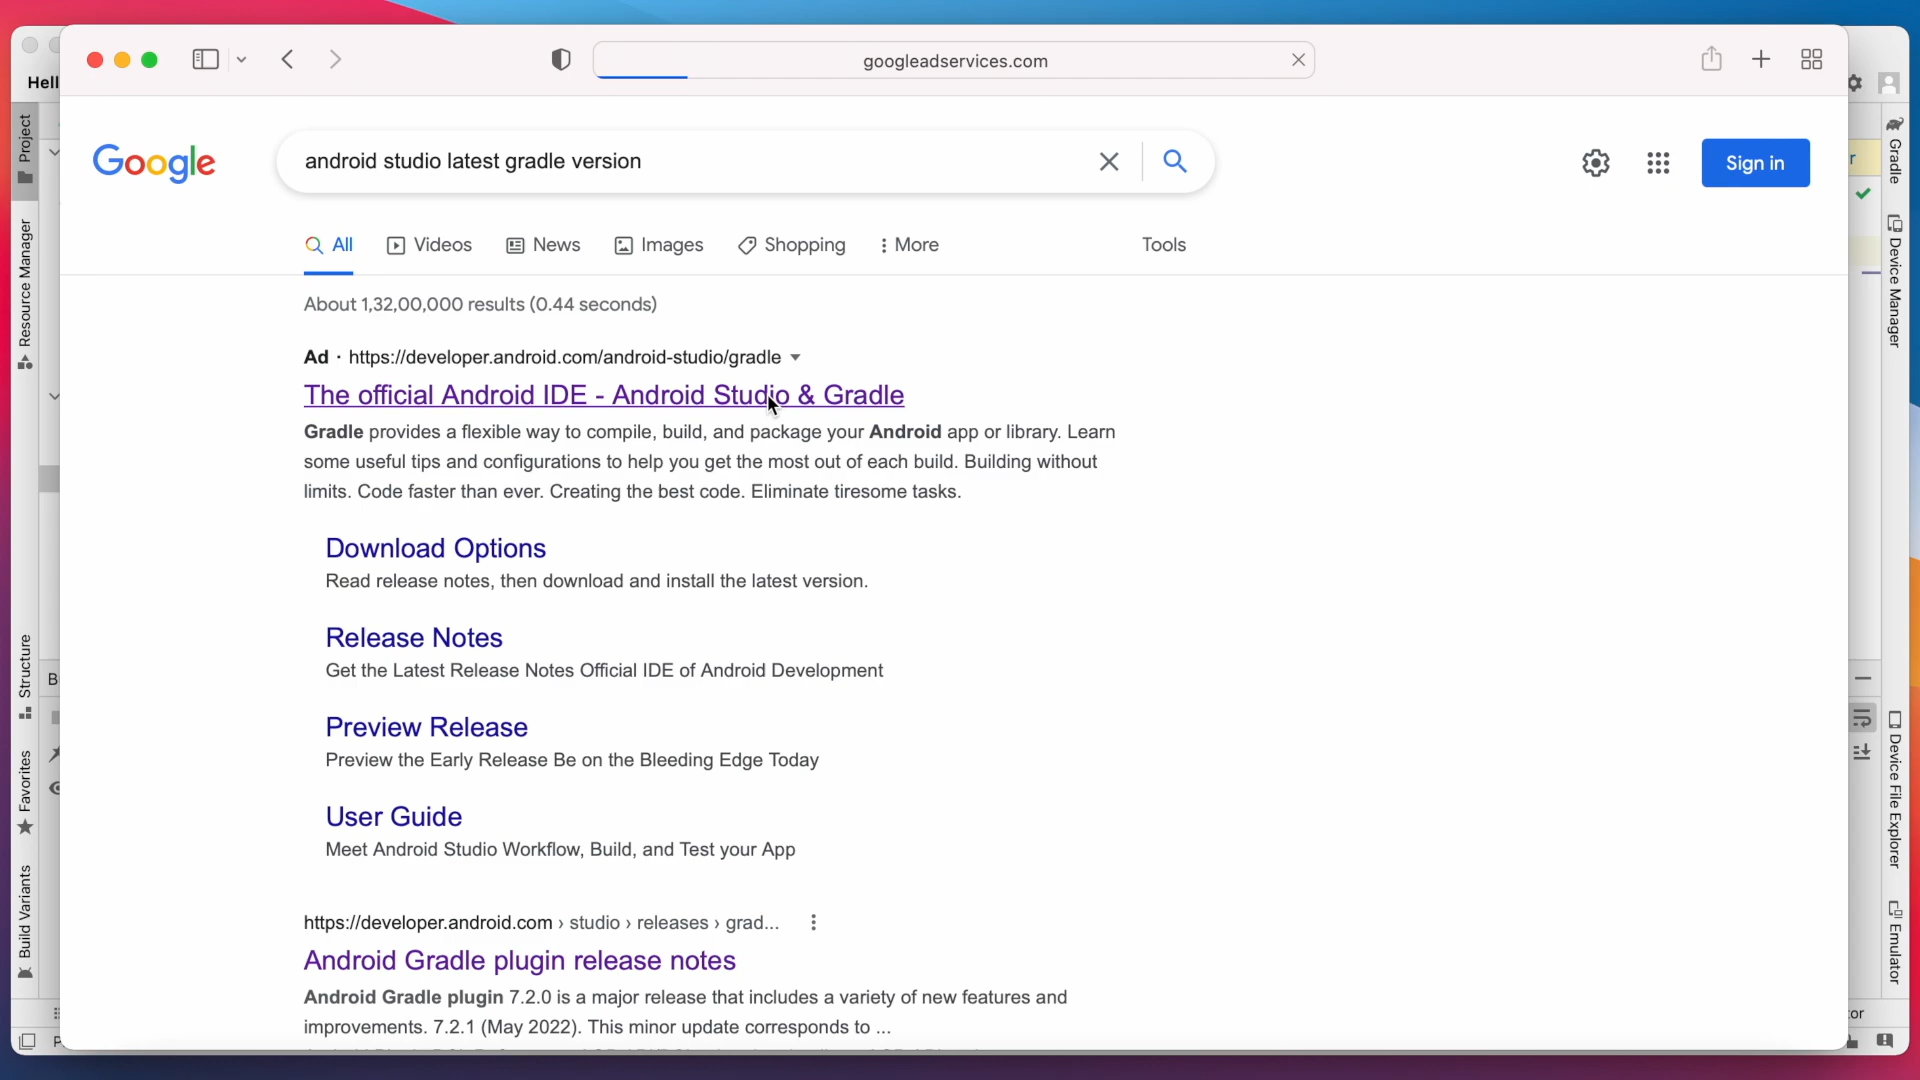 googleadservices.com
Hell
Google
android studio latest gradle version
Sign in
All
Videos
News
Images
Shopping
More
Tools
About 1,32,00,000 results (0.44 seconds)
Ad · https://developer.android.com/android-studio/gradle
The official Android IDE - Android Studio & Gradle
Gradle provides a flexible way to compile, build, and package your Android app or library. Learn
some useful tips and configurations to help you get the most out of each build. Building without
limits. Code faster than ever. Creating the best code. Eliminate tiresome tasks.
Download Options
Read release notes, then download and install the latest version.
Release Notes
Get the Latest Release Notes Official IDE of Android Development
Preview Release
Preview the Early Release Be on the Bleeding Edge Today
User Guide
Meet Android Studio Workflow, Build, and Test your App
https://developer.android.com › studio › releases › grad...
Android Gradle plugin release notes
Android Gradle plugin 7.2.0 is a major release that includes a variety of new features and
improvements. 7.2.1 (May 2022). This minor update corresponds to ...
Project
Resource Manager
Structure
Favorites
Build Variants
B
P
Gradle
Device Manager
Device File Explorer
Emulator
r
tor